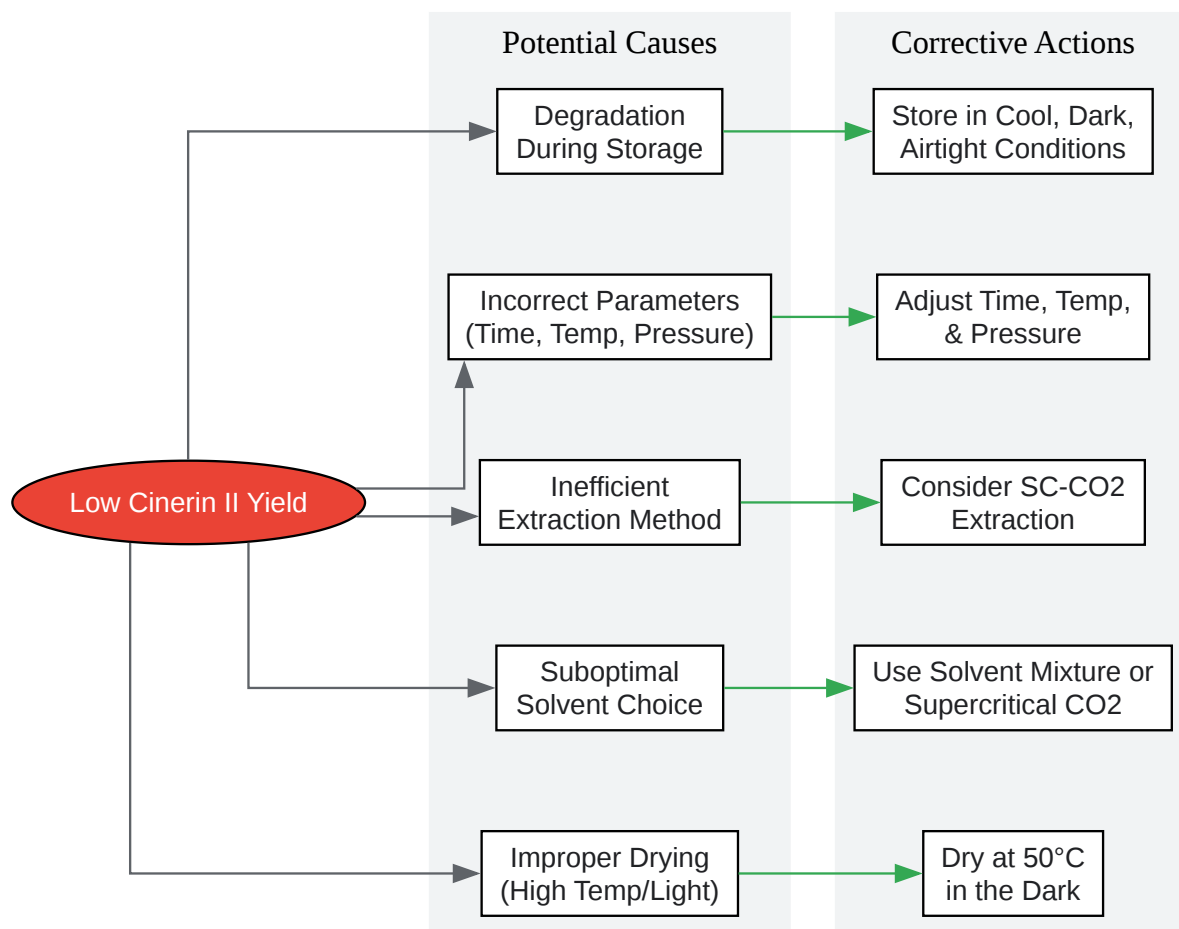 Potential Causes
Corrective Actions
Degradation
During Storage
Store in Cool, Dark,
Airtight Conditions
Incorrect Parameters
(Time, Temp, Pressure)
Adjust Time, Temp,
& Pressure
Low Cinerin II Yield
Inefficient
Extraction Method
Consider SC-CO2
Extraction
Suboptimal
Solvent Choice
Use Solvent Mixture or
Supercritical CO2
Improper Drying
(High Temp/Light)
Dry at 50°C
in the Dark